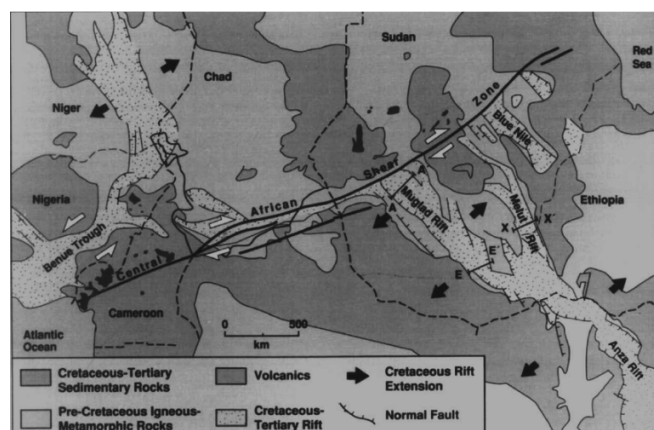 Sudan
Red
Sea
Chad
Zone
Niger
Blue Nile
Shear
A
Nigeria
African
Muglad Rift
Melut Rift
Ethiopia
A
X
X'
Benue Trough
E'
Central
E
Cameroon
0 500
km
Atlantic
Ocean
Anza Rift
Cretaceous-Tertiary
Sedimentary Rocks
Volcanics
Cretaceous Rift
Extension
Pre-Cretaceous Igneous-
Metamorphic Rocks
Cretaceous-
Tertiary Rift
Normal Fault